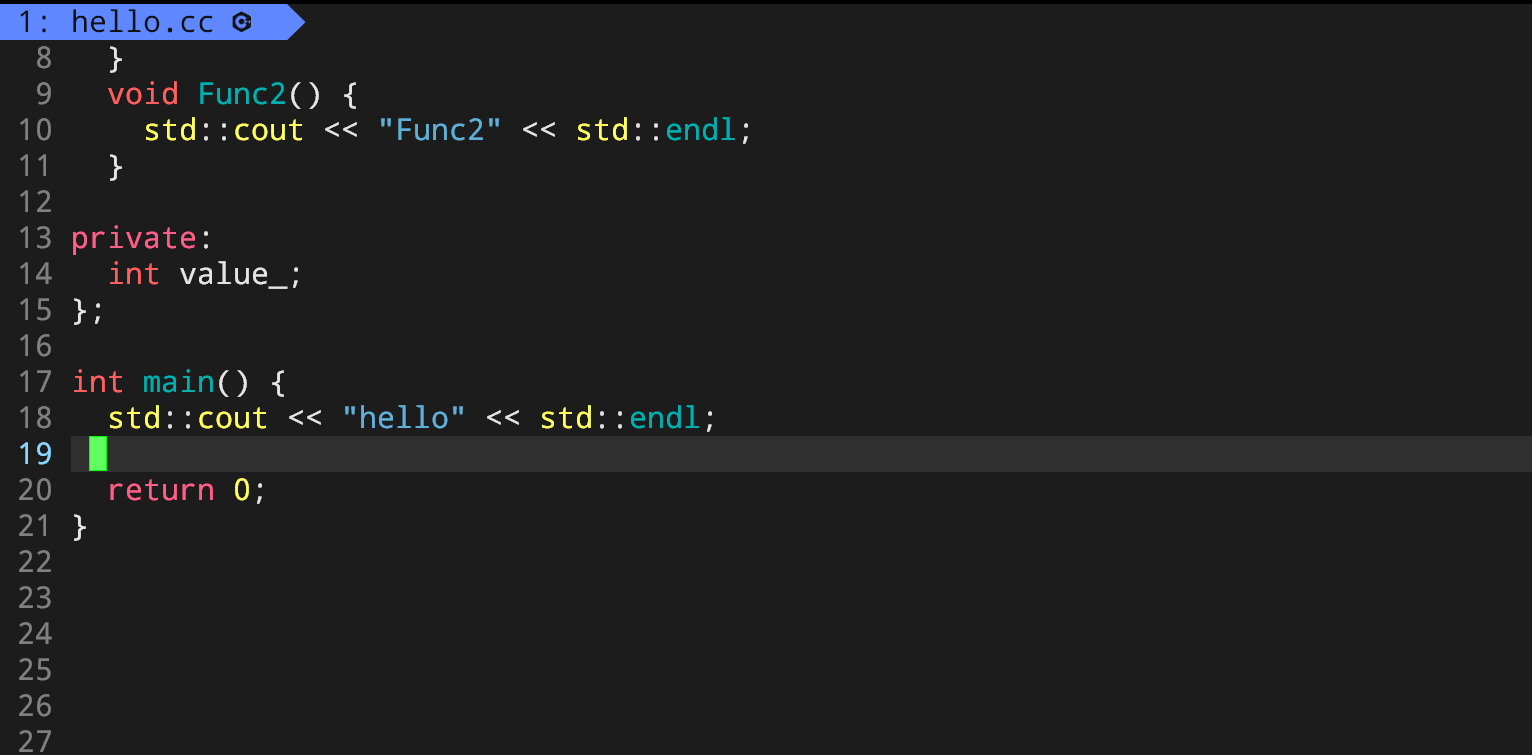 1: hello.cc
8   }
9   void Func2() {
10     std::cout << "Func2" << std::endl;
11   }
12
13 private:
14   int value_;
15 };
16
17 int main() {
18   std::cout << "hello" << std::endl;
19
20   return 0;
21 }
22
23
24
25
26
27